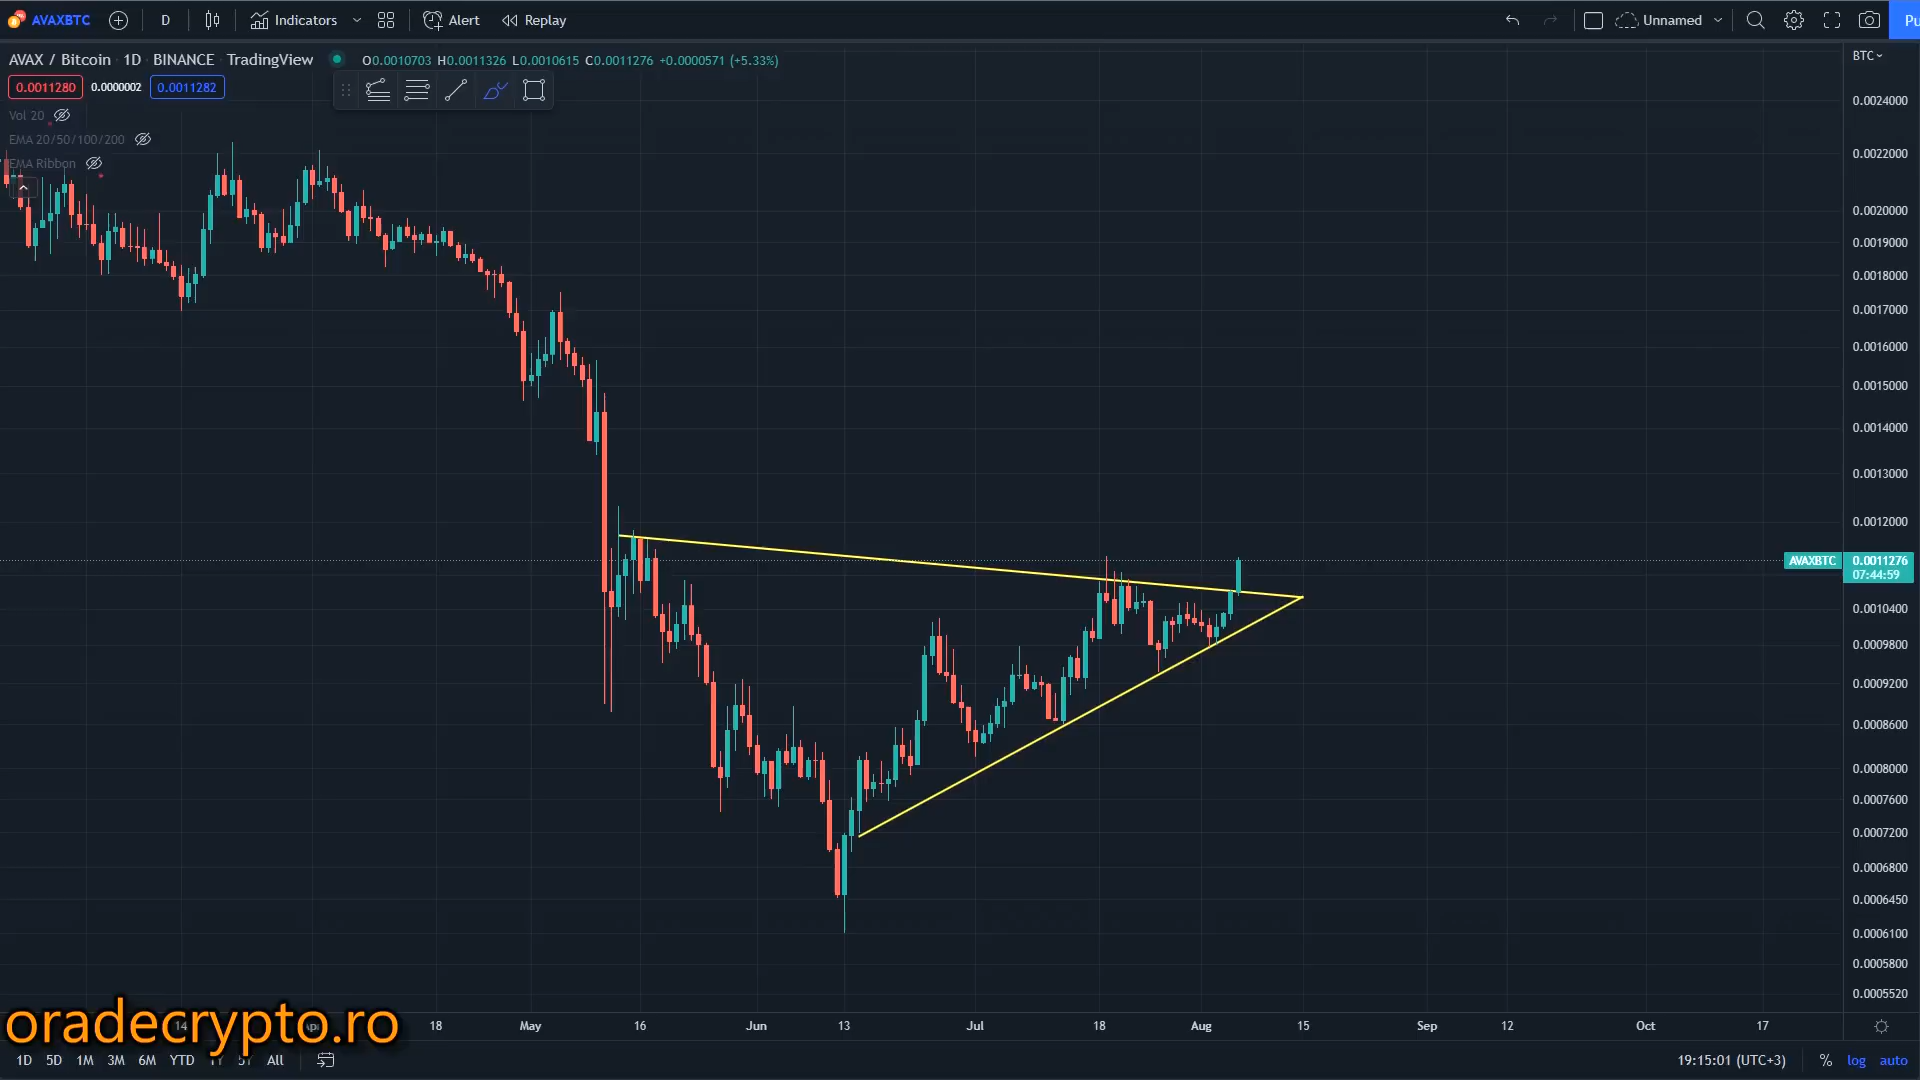 AVAXBTC D Indicators Alert Replay Unnamed Pu
AVAX / Bitcoin 1D BINANCE TradingView O0.0010703 H0.0011326 L0.0010615 C0.0011276 +0.0000571 (+5.33%)
BTC
0.0011280 0.0000002 0.0011282
Vol 20
EMA 20/50/100/200
EMA Ribbon
0.0024000
0.0022000
0.0020000
0.0019000
0.0018000
0.0017000
0.0016000
0.0015000
0.0014000
0.0013000
0.0012000
AVAXBTC 0.0011276
07:44:59
0.0010400
0.0009800
0.0009200
0.0008600
0.0008000
0.0007600
0.0007200
0.0006800
0.0006450
0.0006100
0.0005800
0.0005520
oradecrypto.ro
14 18 May 16 Jun 13 Jul 18 Aug 15 Sep 12 Oct 17
1D 5D 1M 3M 6M YTD 1Y 5Y All 19:15:01 (UTC+3) % log auto